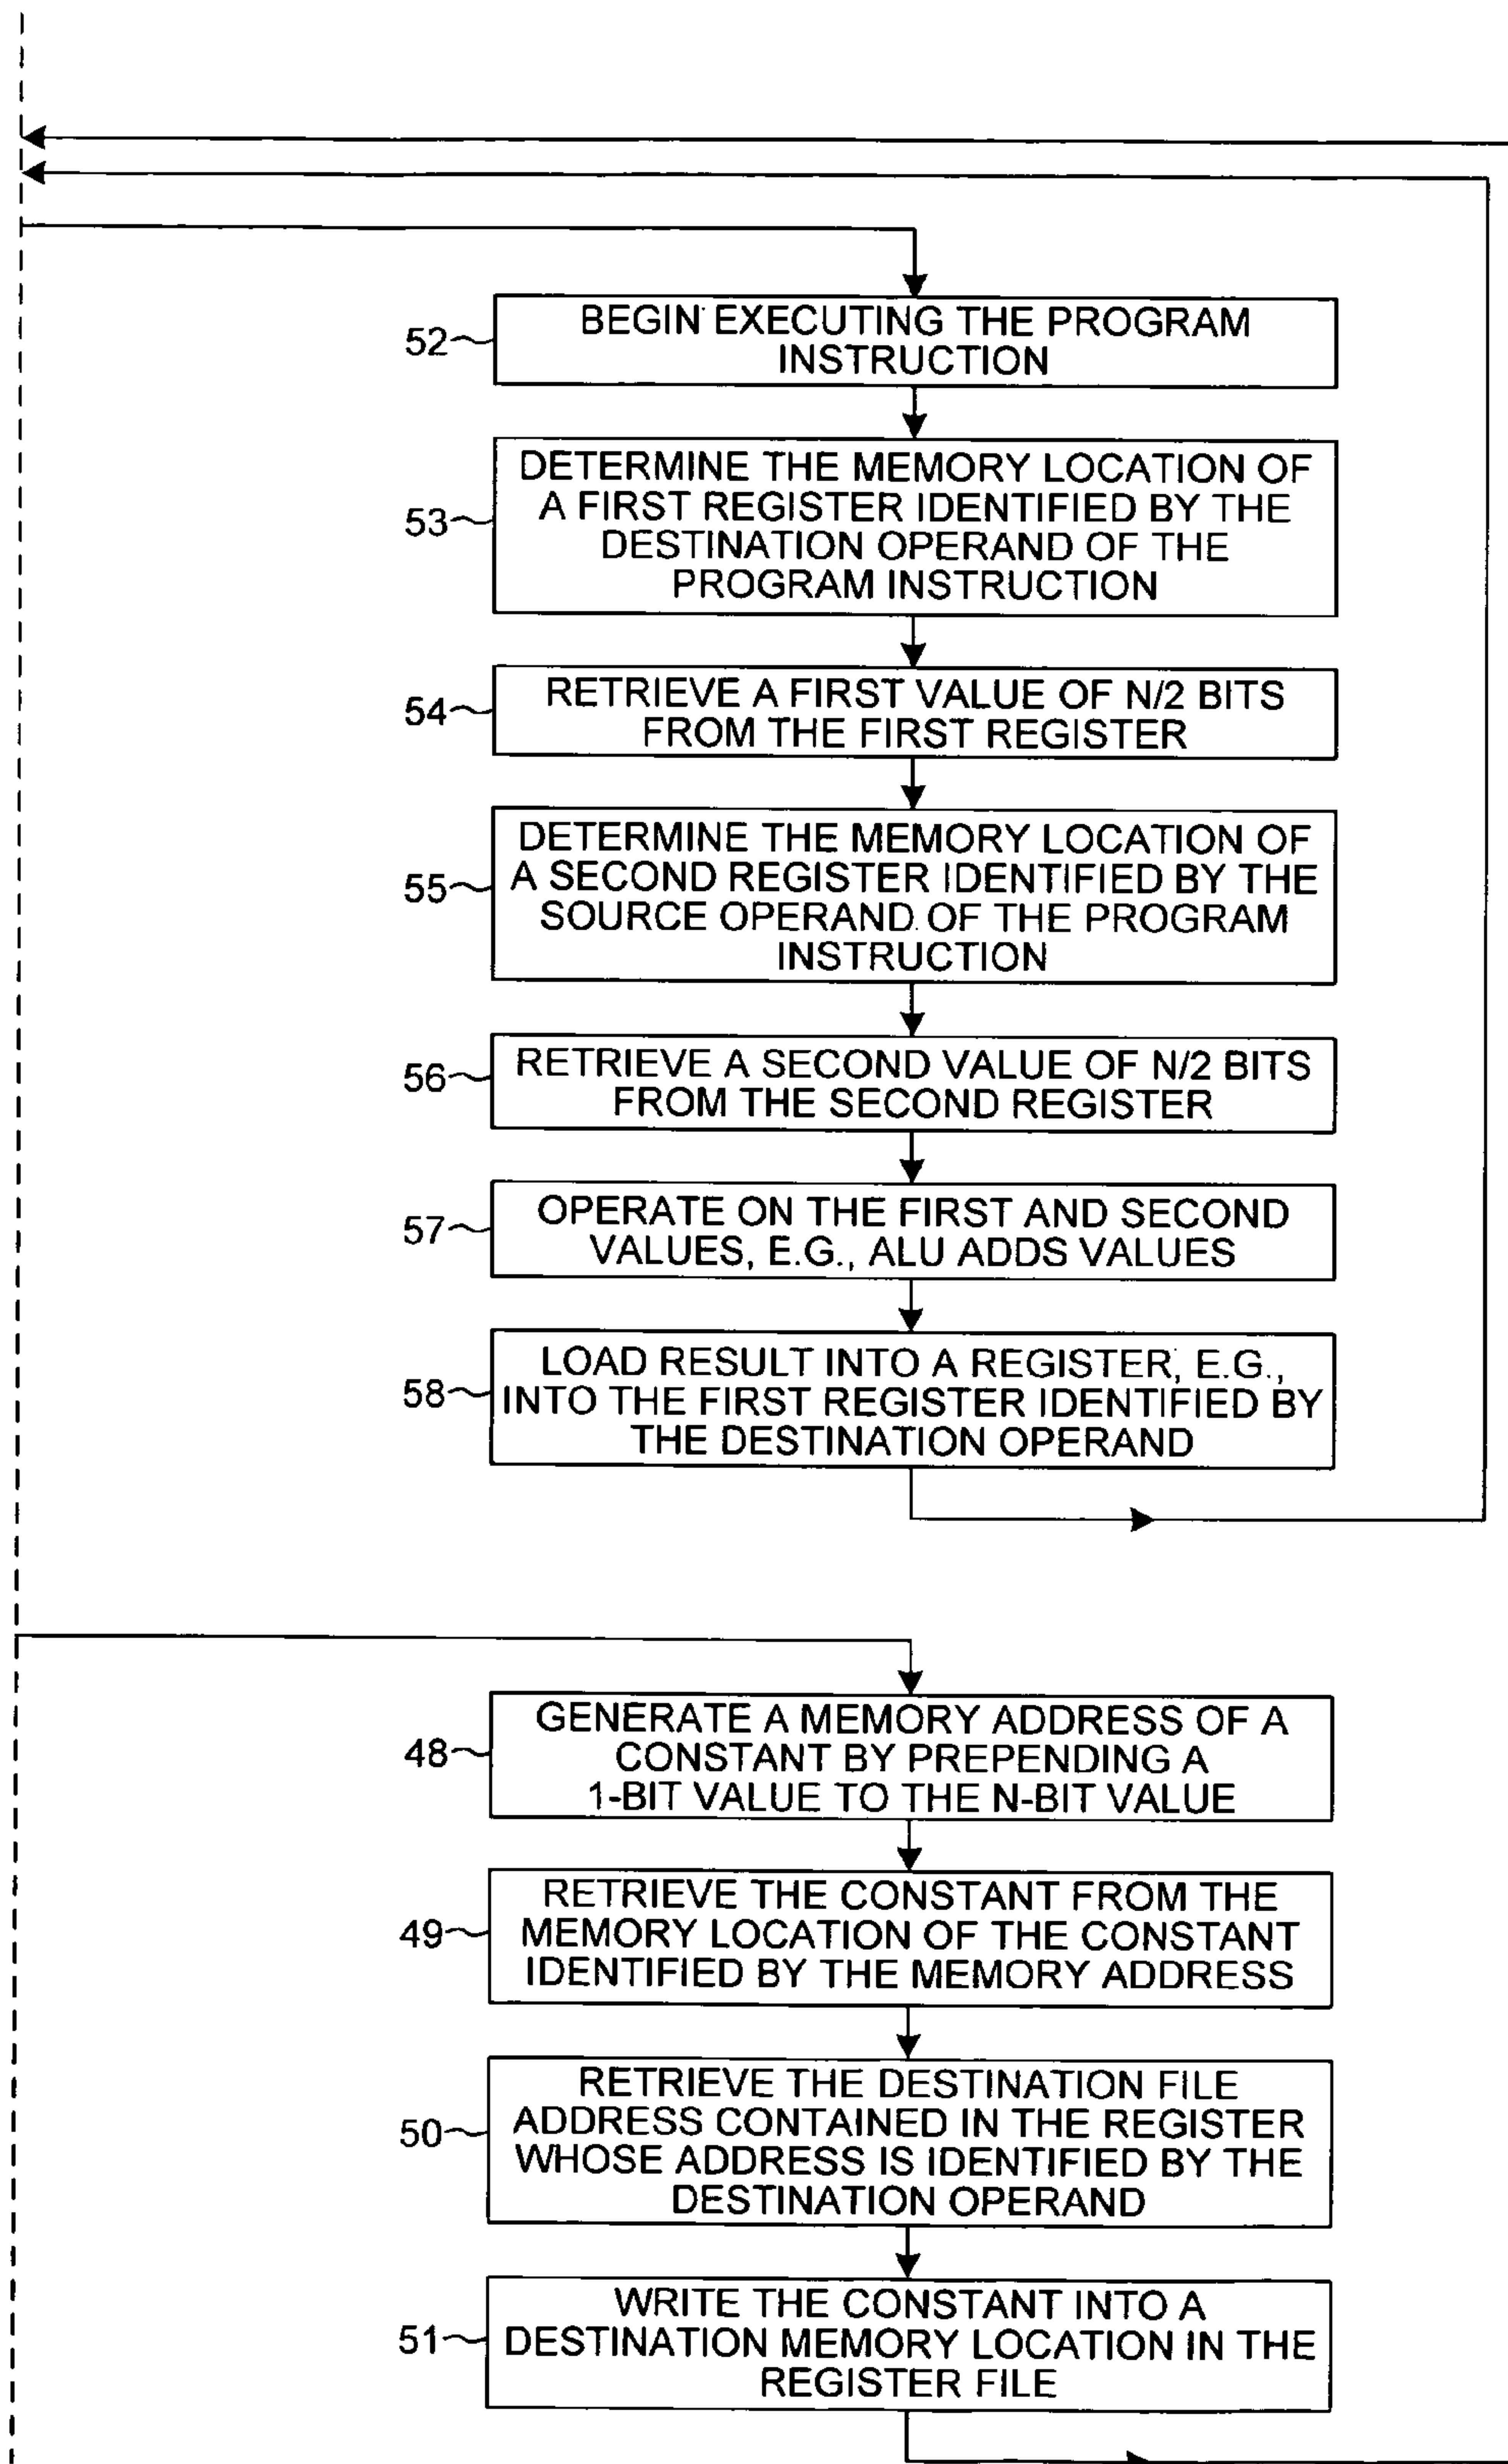 52
BEGIN EXECUTING THE PROGRAM
INSTRUCTION
53
DETERMINE THE MEMORY LOCATION OF
A FIRST REGISTER IDENTIFIED BY THE
DESTINATION OPERAND OF THE
PROGRAM INSTRUCTION
54
RETRIEVE A FIRST VALUE OF N/2 BITS
FROM THE FIRST REGISTER
55
DETERMINE THE MEMORY LOCATION OF
A SECOND REGISTER IDENTIFIED BY THE
SOURCE OPERAND OF THE PROGRAM
INSTRUCTION
56
RETRIEVE A SECOND VALUE OF N/2 BITS
FROM THE SECOND REGISTER
57
OPERATE ON THE FIRST AND SECOND
VALUES, E.G., ALU ADDS VALUES
58
LOAD RESULT INTO A REGISTER, E.G.,
INTO THE FIRST REGISTER IDENTIFIED BY
THE DESTINATION OPERAND
48
GENERATE A MEMORY ADDRESS OF A
CONSTANT BY PREPENDING A
1-BIT VALUE TO THE N-BIT VALUE
49
RETRIEVE THE CONSTANT FROM THE
MEMORY LOCATION OF THE CONSTANT
IDENTIFIED BY THE MEMORY ADDRESS
50
RETRIEVE THE DESTINATION FILE
ADDRESS CONTAINED IN THE REGISTER
WHOSE ADDRESS IS IDENTIFIED BY THE
DESTINATION OPERAND
51
WRITE THE CONSTANT INTO A
DESTINATION MEMORY LOCATION IN THE
REGISTER FILE